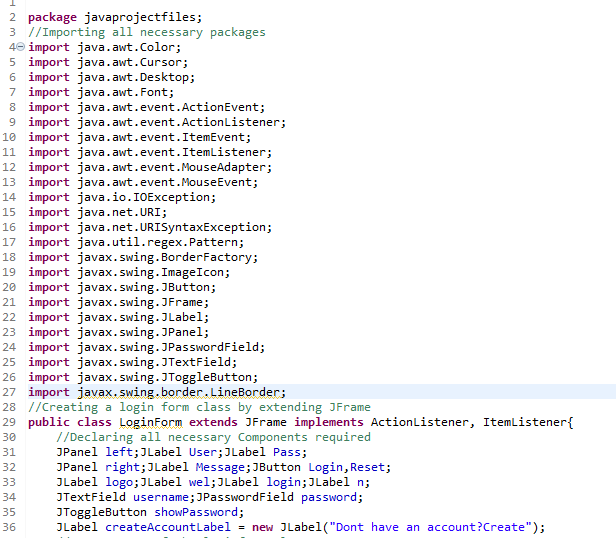 1
2 package javaprojectfiles;
3 //Importing all necessary packages
4 import java.awt.Color;
5 import java.awt.Cursor;
6 import java.awt.Desktop;
7 import java.awt.Font;
8 import java.awt.event.ActionEvent;
9 import java.awt.event.ActionListener;
10 import java.awt.event.ItemEvent;
11 import java.awt.event.ItemListener;
12 import java.awt.event.MouseAdapter;
13 import java.awt.event.MouseEvent;
14 import java.io.IOException;
15 import java.net.URI;
16 import java.net.URISyntaxException;
17 import java.util.regex.Pattern;
18 import javax.swing.BorderFactory;
19 import javax.swing.ImageIcon;
20 import javax.swing.JButton;
21 import javax.swing.JFrame;
22 import javax.swing.JLabel;
23 import javax.swing.JPanel;
24 import javax.swing.JPasswordField;
25 import javax.swing.JTextField;
26 import javax.swing.JToggleButton;
27 import javax.swing.border.LineBorder;
28 //Creating a login form class by extending JFrame
29 public class LoginForm extends JFrame implements ActionListener, ItemListener{
30     //Declaring all necessary Components required
31     JPanel left;JLabel User;JLabel Pass;
32     JPanel right;JLabel Message;JButton Login,Reset;
33     JLabel logo;JLabel wel;JLabel login;JLabel n;
34     JTextField username;JPasswordField password;
35     JToggleButton showPassword;
36     JLabel createAccountLabel = new JLabel("Dont have an account?Create");